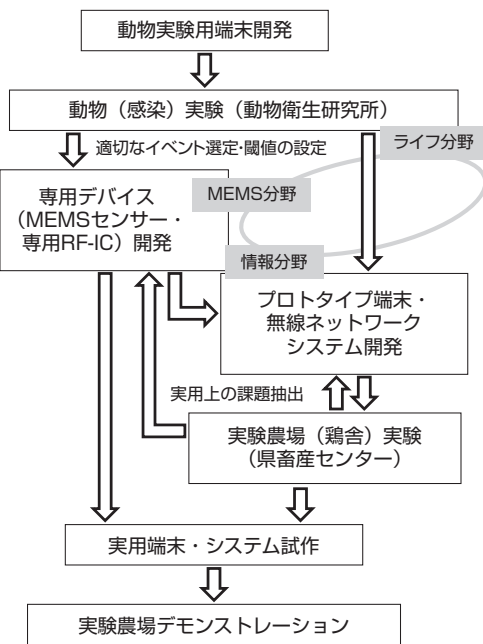 動物実験用端末開発
動物（感染）実験（動物衛生研究所）
適切なイベント選定・閾値の設定
ライフ分野
専用デバイス
（MEMSセンサー・
専用RF-IC）開発
MEMS分野
情報分野
プロトタイプ端末・
無線ネットワーク
システム開発
実用上の課題抽出
実験農場（鶏舎）実験
（県畜産センター）
実用端末・システム試作
実験農場デモンストレーション